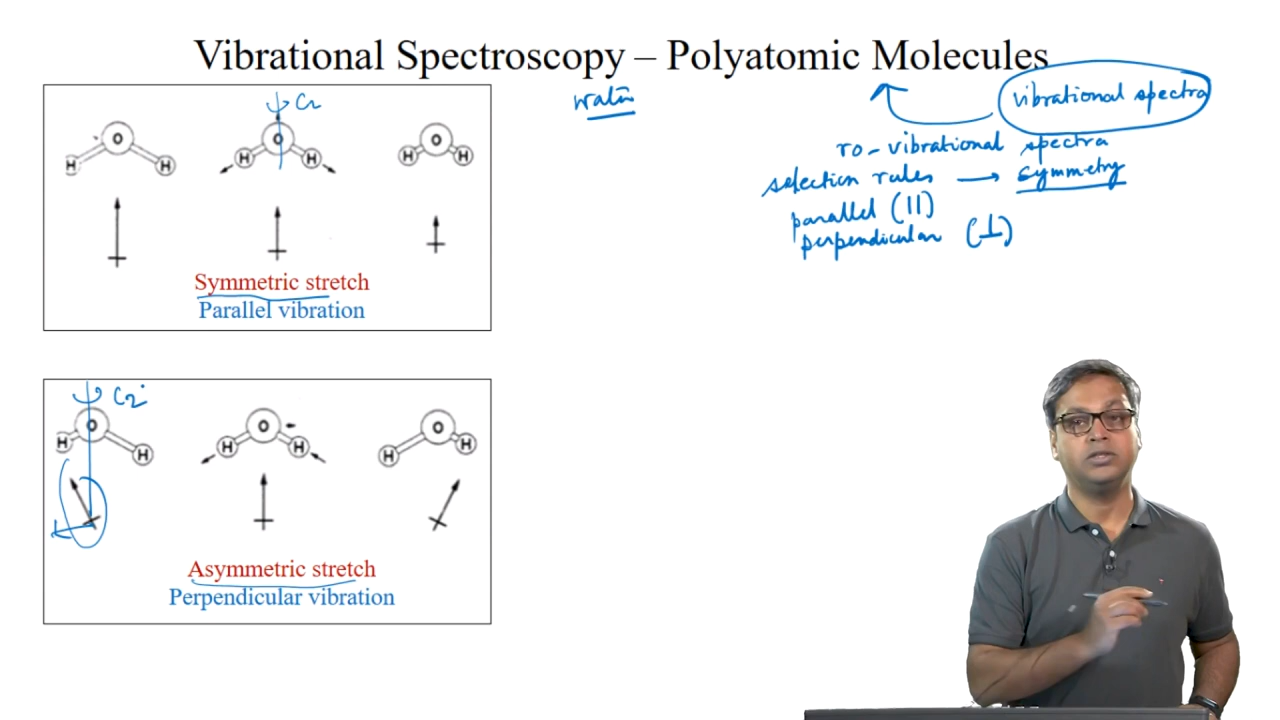 Vibrational Spectroscopy – Polyatomic Molecules
water
vibrational spectra
ro-vibrational spectra
selection rules → symmetry
parallel (||)
perpendicular (⊥)
C2
O
H H
O
H H
O
H H
Symmetric stretch
Parallel vibration
C2
O
H H
O
H H
O
H H
Asymmetric stretch
Perpendicular vibration